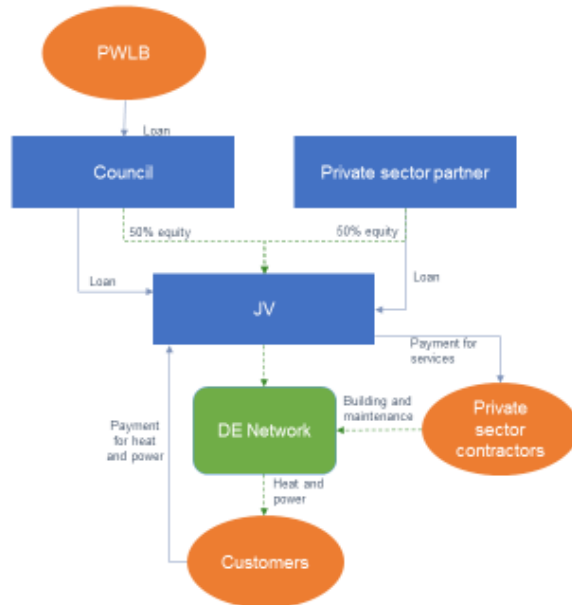 PWLB
Loan
Council
Private sector partner
50% equity
50% equity
Loan
Loan
JV
Payment for
services
Building and
maintenance
Private
sector
contractors
Payment
for heat
and power
DE Network
Heat and
power
Customers